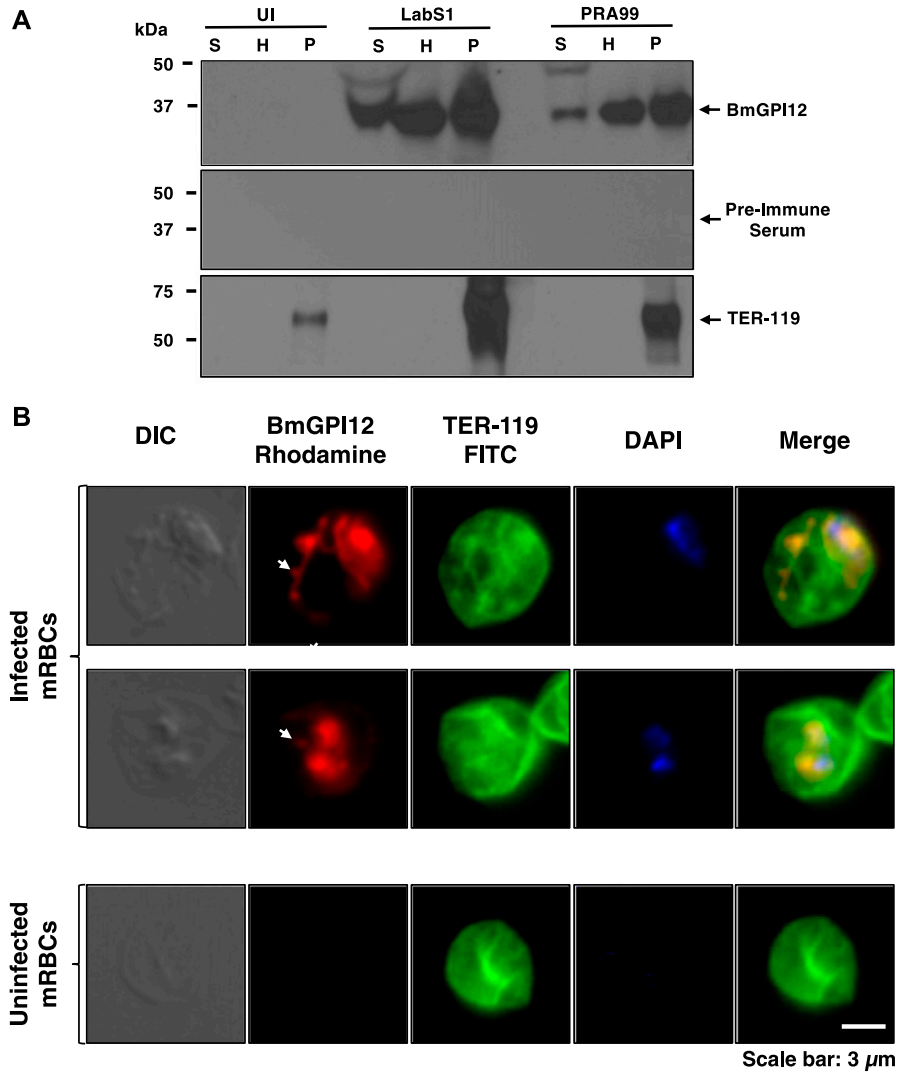 A
UI LabS1 PRA99
kDa
S H P S H P S H P
50
37
BmGPI12
50
37
Pre-Immune
Serum
75
50
TER-119
B
DIC
BmGPI12
Rhodamine
TER-119
FITC
DAPI
Merge
Infected
mRBCs
Uninfected
mRBCs
Scale bar: 3 µm